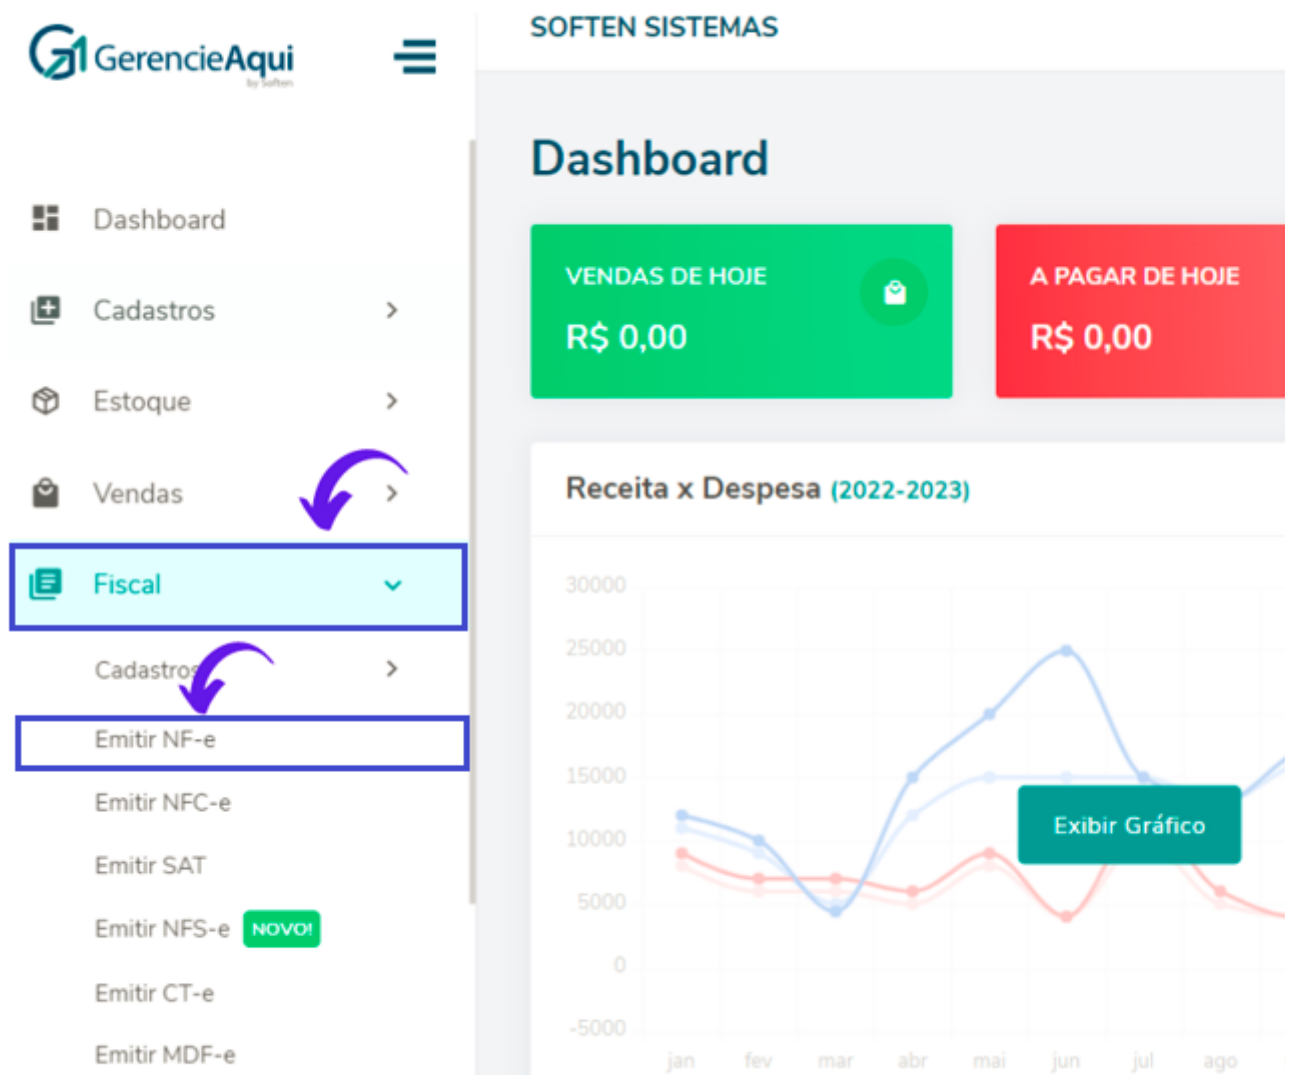 GerencieAqui
by Soften
Dashboard
Cadastros
Estoque
Vendas
Fiscal
Cadastros
Emitir NF-e
Emitir NFC-e
Emitir SAT
Emitir NFS-e NOVO!
Emitir CT-e
Emitir MDF-e
SOFTEN SISTEMAS
Dashboard
VENDAS DE HOJE
R$ 0,00
A PAGAR DE HOJE
R$ 0,00
Receita x Despesa (2022-2023)
30000
25000
20000
15000
10000
5000
0
-5000
jan fev mar abr mai jun jul ago
Exibir Gráfico